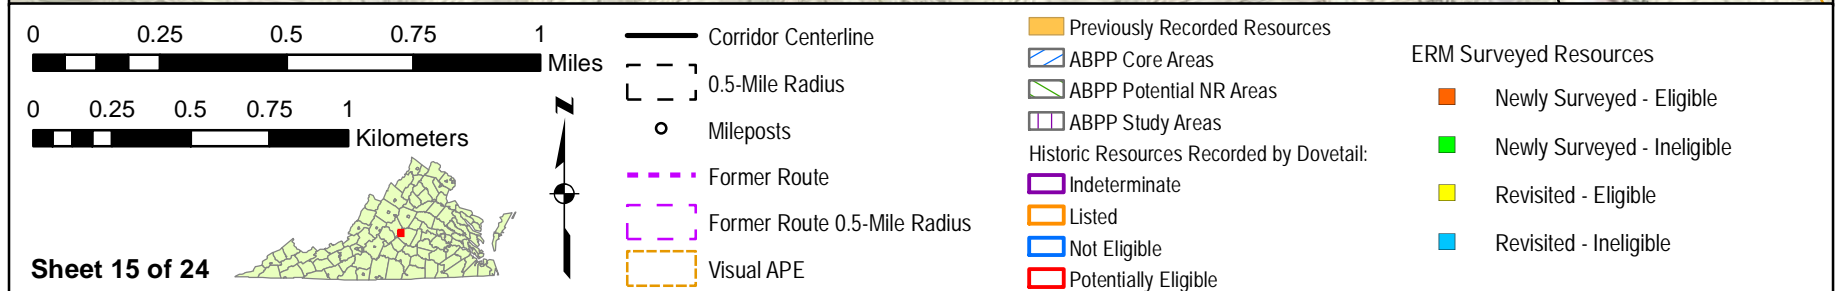 0 0.25 0.5 0.75 1
Miles
0 0.25 0.5 0.75 1
Kilometers
Sheet 15 of 24
N
Corridor Centerline
0.5-Mile Radius
Mileposts
Former Route
Former Route 0.5-Mile Radius
Visual APE
Previously Recorded Resources
ABPP Core Areas
ABPP Potential NR Areas
ABPP Study Areas
Historic Resources Recorded by Dovetail:
Indeterminate
Listed
Not Eligible
Potentially Eligible
ERM Surveyed Resources
Newly Surveyed - Eligible
Newly Surveyed - Ineligible
Revisited - Eligible
Revisited - Ineligible